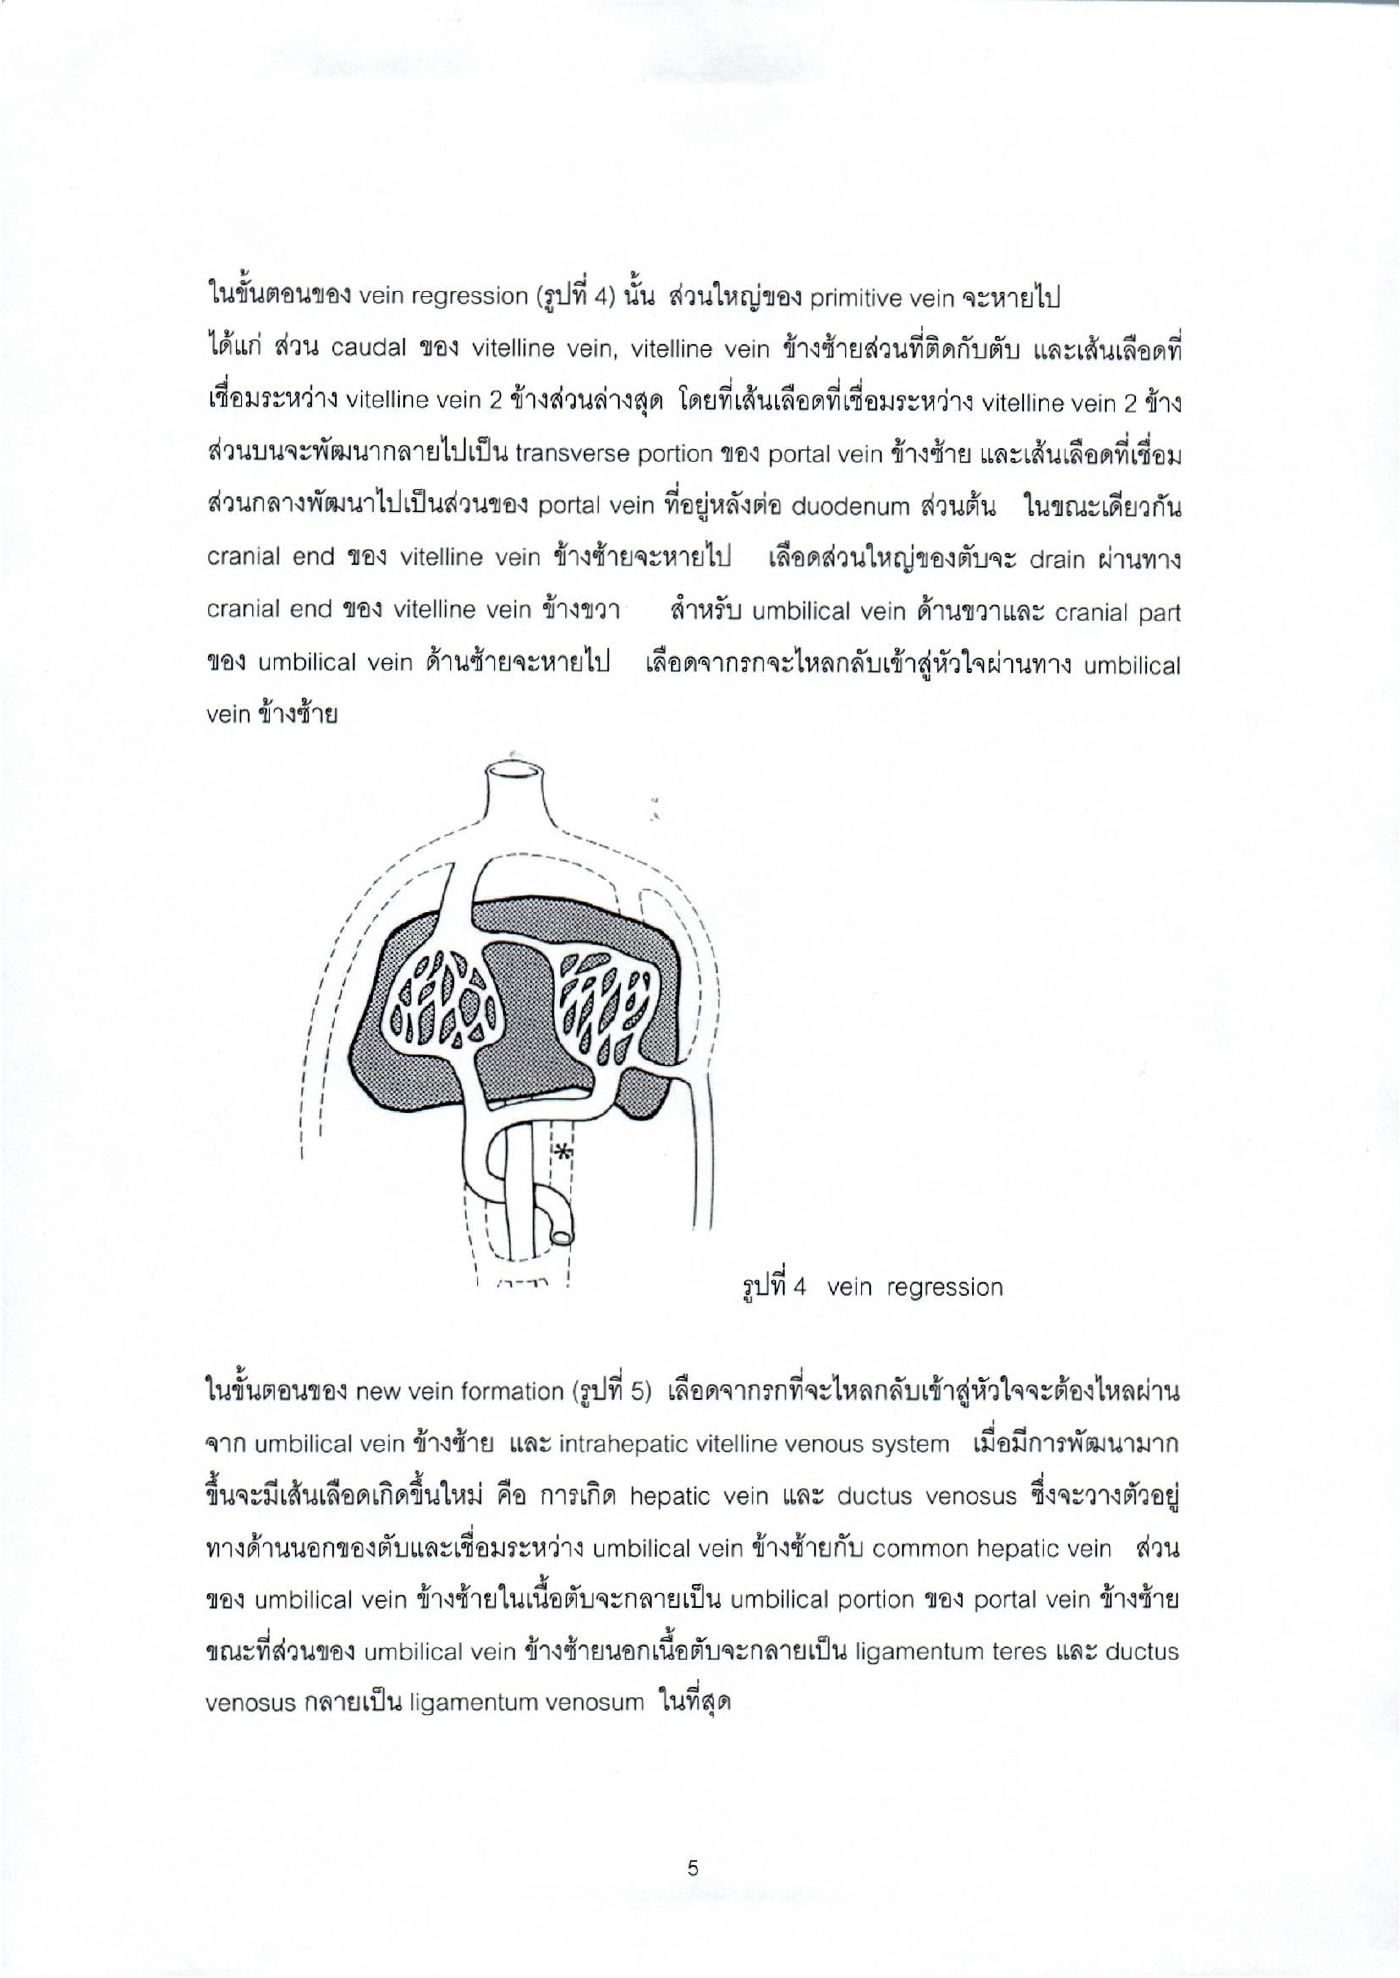 ในขั้นตอนของ vein regression (รูปที่ 4) นั้น ส่วนใหญ่ของ primitive vein จะหายไป
ได้แก่ ส่วน caudal ของ vitelline vein, vitelline vein ข้างซ้ายส่วนที่ติดกับตับ และเส้นเลือดที่
เชื่อมระหว่าง vitelline vein 2 ข้างส่วนล่างสุด โดยที่เส้นเลือดที่เชื่อมระหว่าง vitelline vein 2 ข้าง
ส่วนบนจะพัฒนากลายไปเป็น transverse portion ของ portal vein ข้างซ้าย และเส้นเลือดที่เชื่อม
ส่วนกลางพัฒนาไปเป็นส่วนของ portal vein ที่อยู่หลังต่อ duodenum ส่วนต้น ในขณะเดียวกัน
cranial end ของ vitelline vein ข้างซ้ายจะหายไป เลือดส่วนใหญ่ของตับจะ drain ผ่านทาง
cranial end ของ vitelline vein ข้างขวา สำหรับ umbilical vein ด้านขวาและ cranial part
ของ umbilical vein ด้านซ้ายจะหายไป เลือดจากรกจะไหลกลับเข้าสู่หัวใจผ่านทาง umbilical
vein ข้างซ้าย
*
รูปที่ 4 vein regression
ในขั้นตอนของ new vein formation (รูปที่ 5) เลือดจากรกที่จะไหลกลับเข้าสู่หัวใจจะต้องไหลผ่าน
จาก umbilical vein ข้างซ้าย และ intrahepatic vitelline venous system เมื่อมีการพัฒนามาก
ขึ้นจะมีเส้นเลือดเกิดขึ้นใหม่ คือ การเกิด hepatic vein และ ductus venosus ซึ่งจะวางตัวอยู่
ทางด้านนอกของตับและเชื่อมระหว่าง umbilical vein ข้างซ้ายกับ common hepatic vein ส่วน
ของ umbilical vein ข้างซ้ายในเนื้อตับจะกลายเป็น umbilical portion ของ portal vein ข้างซ้าย
ขณะที่ส่วนของ umbilical vein ข้างซ้ายนอกเนื้อตับจะกลายเป็น ligamentum teres และ ductus
venosus กลายเป็น ligamentum venosum ในที่สุด
5